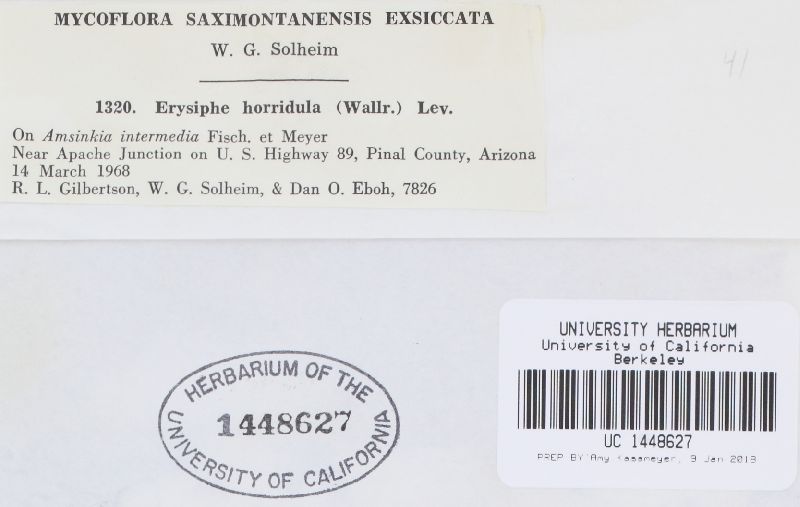 MYCOFLORA SAXIMONTANENSIS EXSICCATA
W. G. Solheim
1320. Erysiphe horridula (Wallr.) Lev.
On Amsinkia intermedia Fisch. et Meyer
Near Apache Junction on U. S. Highway 89, Pinal County, Arizona
14 March 1968
R. L. Gilbertson, W. G. Solheim, & Dan O. Eboh, 7826
41
HERBARIUM OF THE
1448627
UNIVERSITY OF CALIFORNIA
UNIVERSITY HERBARIUM
University of California
Berkeley
UC 1448627
PREP BY Amy Kasameyer, 9 Jan 2013